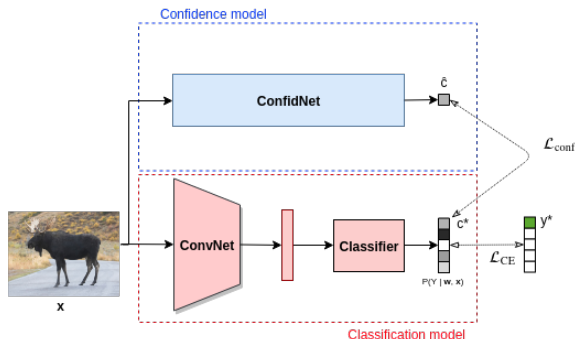 Confidence model
ConfidNet
ĉ
ℒconf
ConvNet
Classifier
c*
y*
ℒCE
P(Y | w, x)
x
Classification model